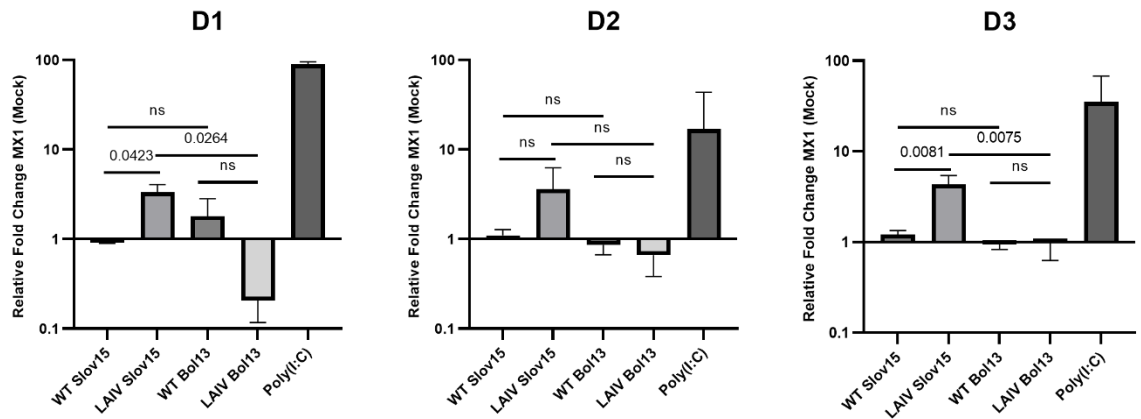 D1
Relative Fold Change MX1 (Mock)
100
10
1
0.1
ns
0.0264
0.0423
ns
WT Slov15
LAIV Slov15
WT Bol13
LAIV Bol13
Poly(I:C)
D2
Relative Fold Change MX1 (Mock)
100
10
1
0.1
ns
ns
ns
ns
WT Slov15
LAIV Slov15
WT Bol13
LAIV Bol13
Poly(I:C)
D3
Relative Fold Change MX1 (Mock)
100
10
1
0.1
ns
0.0075
0.0081
ns
WT Slov15
LAIV Slov15
WT Bol13
LAIV Bol13
Poly(I:C)